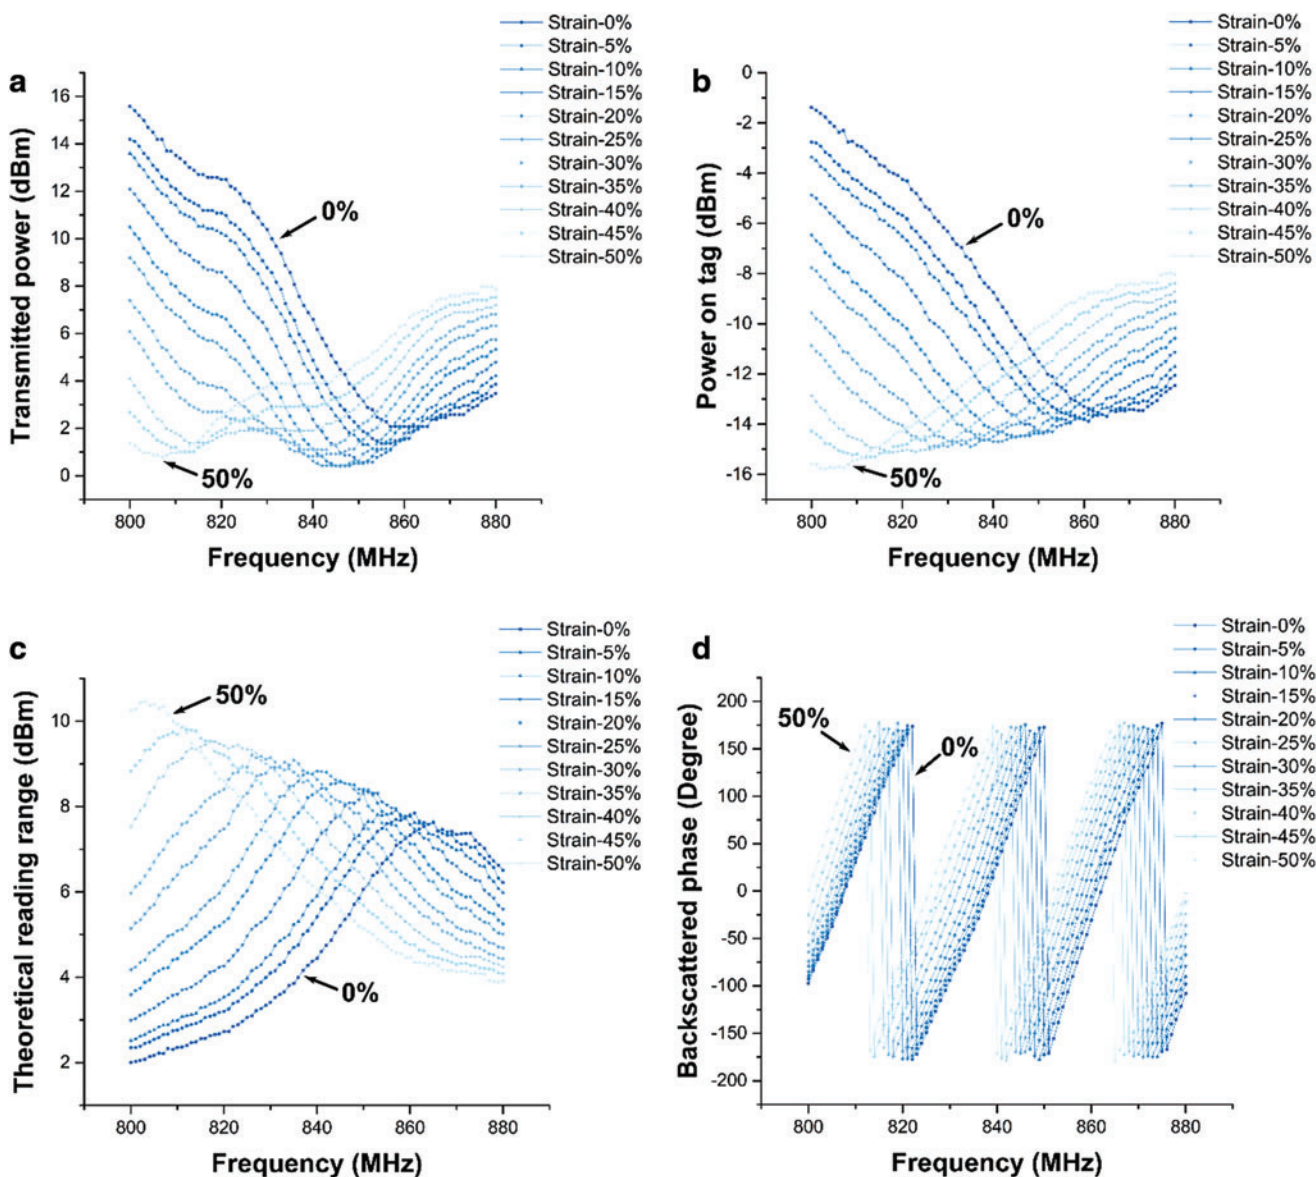 a
Transmitted power (dBm)
16
14
12
10
8
6
4
2
0
800
820
840
860
880
Frequency (MHz)
0%
50%
Strain-0%
Strain-5%
Strain-10%
Strain-15%
Strain-20%
Strain-25%
Strain-30%
Strain-35%
Strain-40%
Strain-45%
Strain-50%
b
Power on tag (dBm)
0
-2
-4
-6
-8
-10
-12
-14
-16
800
820
840
860
880
Frequency (MHz)
0%
50%
Strain-0%
Strain-5%
Strain-10%
Strain-15%
Strain-20%
Strain-25%
Strain-30%
Strain-35%
Strain-40%
Strain-45%
Strain-50%
c
Theoretical reading range (dBm)
10
8
6
4
2
800
820
840
860
880
Frequency (MHz)
50%
0%
Strain-0%
Strain-5%
Strain-10%
Strain-15%
Strain-20%
Strain-25%
Strain-30%
Strain-35%
Strain-40%
Strain-45%
Strain-50%
d
Backscattered phase (Degree)
200
150
100
50
0
-50
-100
-150
-200
800
820
840
860
880
Frequency (MHz)
50%
0%
Strain-0%
Strain-5%
Strain-10%
Strain-15%
Strain-20%
Strain-25%
Strain-30%
Strain-35%
Strain-40%
Strain-45%
Strain-50%